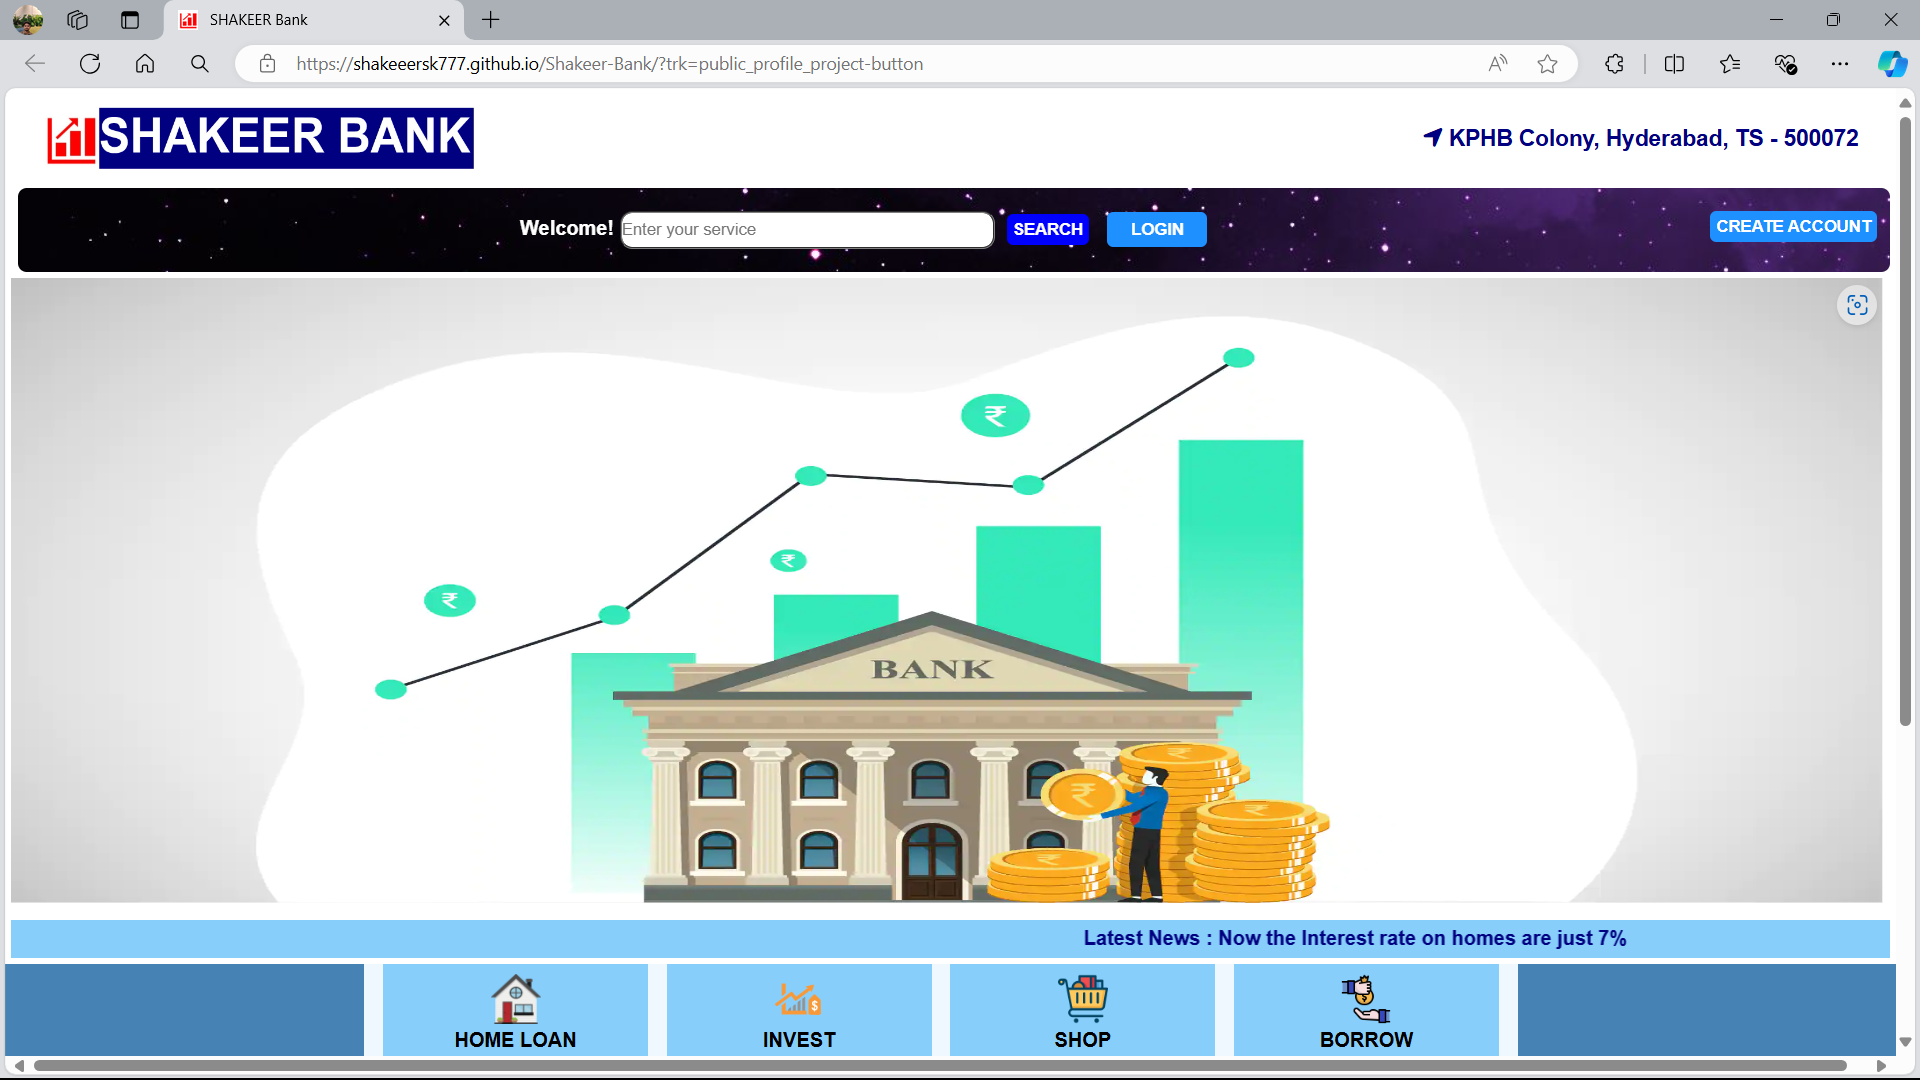 SHAKEER Bank
https://shakeeersk777.github.io/Shakeer-Bank/?trk=public_profile_project-button
SHAKEER BANK
KPHB Colony, Hyderabad, TS - 500072
Welcome! Enter your service SEARCH LOGIN CREATE ACCOUNT
₹
₹
₹
BANK
₹
₹
₹
₹
Latest News : Now the Interest rate on homes are just 7%
$
HOME LOAN INVEST SHOP BORROW